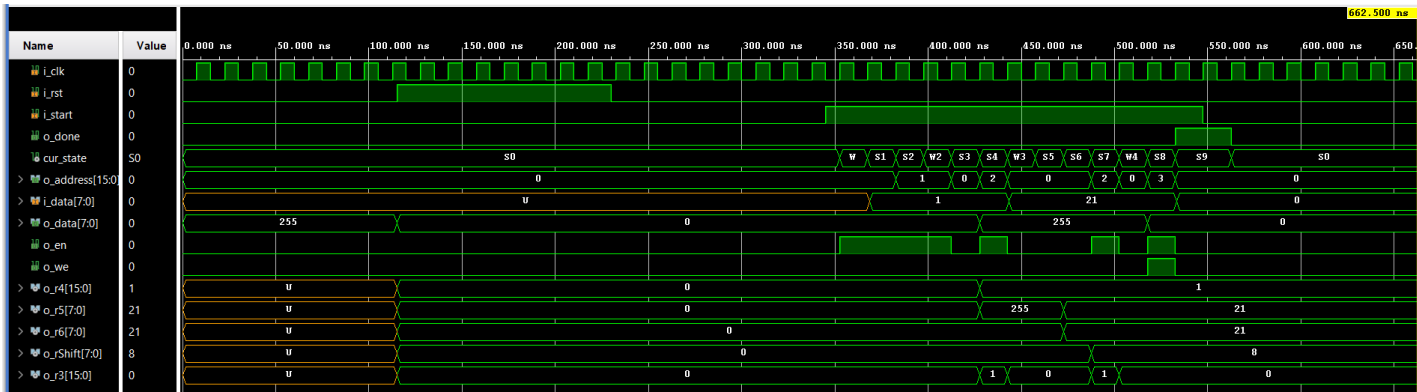 662.500 ns
Name Value 0.000 ns 50.000 ns 100.000 ns 150.000 ns 200.000 ns 250.000 ns 300.000 ns 350.000 ns 400.000 ns 450.000 ns 500.000 ns 550.000 ns 600.000 ns 650.
i_clk 0
i_rst 0
i_start 0
o_done 0
cur_state S0 S0 W S1 S2 W2 S3 S4 W3 S5 S6 S7 W4 S8 S9 S0
> o_address[15:0] 0 0 1 0 2 0 2 0 3 0
> i_data[7:0] 0 U 1 21 0
> o_data[7:0] 0 255 0 255 0
o_en 0
o_we 0
> o_r4[15:0] 1 U 0 1
> o_r5[7:0] 21 U 0 255 21
> o_r6[7:0] 21 U 0 21
> o_rShift[7:0] 8 U 0 8
> o_r3[15:0] 0 U 0 1 0 1 0